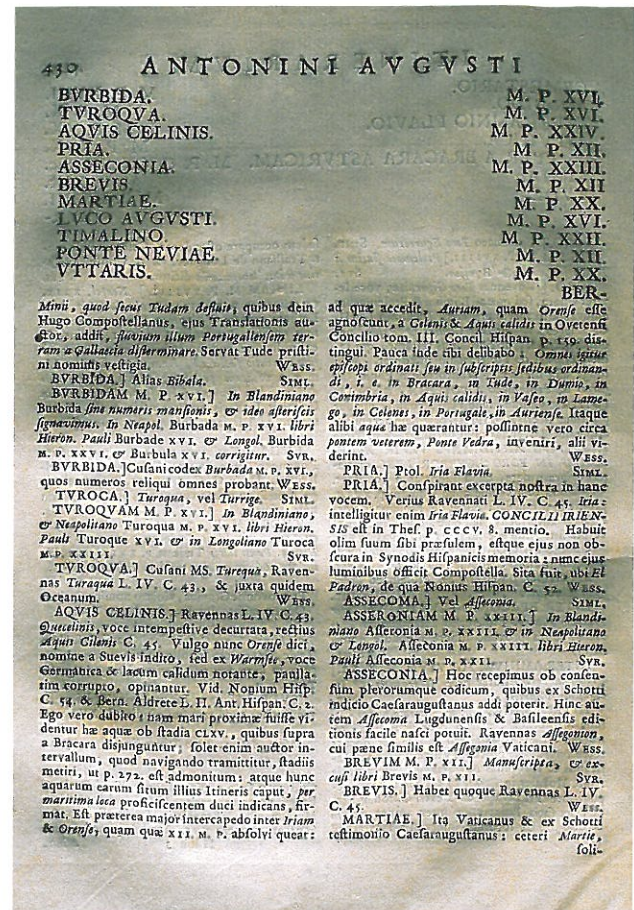 430 ANTONINI AVGVSTI
BVRBIDA. M. P. XVI.
TVROQVA. M. P. XVI.
AQVIS CELINIS. M. P. XXIV.
PRIA. M. P. XII.
ASSECONIA. M. P. XXIII.
BREVIS. M. P. XII
MARTIAE. M. P. XX.
LVCO AVGVSTI. M. P. XVI.
TIMALINO. M. P. XXII.
PONTE NEVIAE. M. P. XII.
VTTARIS. M. P. XX.
BER-
Minii, quod secus Tudam defluit; quibus dein
Hugo Compostellanus, ejus Translationis au-
ctor, addit, fluvium illum Portugallensem ter-
ram a Gallaecia disterminare. Servat Tude pristi-
ni nominis vestigia. WESS.
BVRBIDA.] Alias Bibala. SIML.
BVRBIDAM M. P. XVI.] In Blandiniano
Burbida sine numeris mansionis, & ideo asteriscis
signavimus. In Neapol. Burbada M. P. XVI. libri
Hieron. Pauli Burbade XVI. & Longol. Burbida
M. P. XXVI. & Burbula XVI. corrigitur. SVR.
BVRBIDA.] Cusani codex Burbada M. P. XVI.,
quos numeros reliqui omnes probant. WESS.
TVROCA.] Turoqua, vel Turrige. SIML.
TVROQVAM M. P. XVI.] In Blandiniano,
& Neapolitano Turoqua M. P. XVI. libri Hieron.
Pauli Turoque XVI. & in Longoliano Turoca
M. P. XXIII. SVR.
TVROQVA.] Cusani MS. Turequa, Raven-
nas Turaqua L. IV. C. 43., & juxta quidem
Oceanum. WESS.
AQVIS CELINIS.] Ravennas L. IV. C. 43.
Quecelinis, voce intempestive decurtata, rectius
Aquis Cilenis C. 45. Vulgo nunc Orense dici,
nomine a Suevis indito, sed ex Warmsee, voce
Germanica & lacum calidum notante, paulla-
tim corrupto, opinantur. Vid. Nonium Hisp.
C. 54. & Bern. Aldrete L. II. Ant. Hispan. C. 2.
Ego vero dubito: nam mari proximae fuisse vi-
dentur hae aquae ob stadia CLXV., quibus supra
a Bracara disjunguntur; solet enim auctor in-
tervallum, quod navigando tramittitur, stadiis
metiri, ut p. 272. est admonitum: atque hunc
aquarum earum situm illius Itineris caput, per
maritima loca proficiscentem duci indicans, fir-
mat. Est praeterea major intercapedo inter Iriam
& Orense, quam quae XII. M. P. absolvi queat:
ad quae accedit, Auriam, quam Orense esse
agnoscunt, a Celenis & Aquis calidis in Ovetensi
Concilio tom. III. Concil. Hispan. p. 159. dis-
tingui. Pauca inde tibi delibabo: Omnes igitur
episcopi ordinati seu in subscriptis sedibus ordinan-
di, i. e. in Bracara, in Tude, in Dumio, in
Conimbria, in Aquis calidis, in Vaseo, in Lame-
go, in Celenes, in Portugale, in Auriense. Itaque
alibi aquae hae quaerantur: possintne vero circa
pontem veterem, Ponte Vedra, inveniri, alii vi-
derint. WESS.
PRIA.] Ptol. Iria Flavia. SIML.
PRIA.] Conspirant excerpta nostra in hanc
vocem. Verius Ravennati L. IV. C. 45. Iria:
intelligitur enim Iria Flavia. CONCILII IRIEN-
SIS est in Thes. p. CCCV. 8. mentio. Habuit
olim suum sibi praesulem, estque ejus non ob-
scura in Synodis Hispanicis memoria: nunc ejus
luminibus officit Compostella. Sita fuit, ubi El
Padron, de qua Nonius Hispan. C. 52. WESS.
ASSECOMA.] Vel Asseconia. SIML.
ASSERONIAM M. P. XXIII.] In Blandi-
niano Asseronia M. P. XXIII. & in Neapolitano
& Longol. Asseconia M. P. XXIII. libri Hieron.
Pauli Asseconia M. P. XXII. SVR.
ASSECONIA.] Hoc recepimus ob consen-
sum plerorumque codicum, quibus ex Schotti
indicio Caesaraugustanus addi poterit. Hinc au-
tem Assecoma Lugdunensis & Basileensis edi-
tionis facile nasci potuit. Ravennas Assegonion,
cui paene similis est Assegonia Vaticani. WESS.
BREVIM M. P. XII.] Manuscripta, & ex-
cusi libri Brevis M. P. XII. SVR.
BREVIS.] Habet quoque Ravennas L. IV.
C. 45. WESS.
MARTIAE.] Ita Vaticanus & ex Schotti
testimonio Caesaraugustanus: ceteri Martie,
soli-